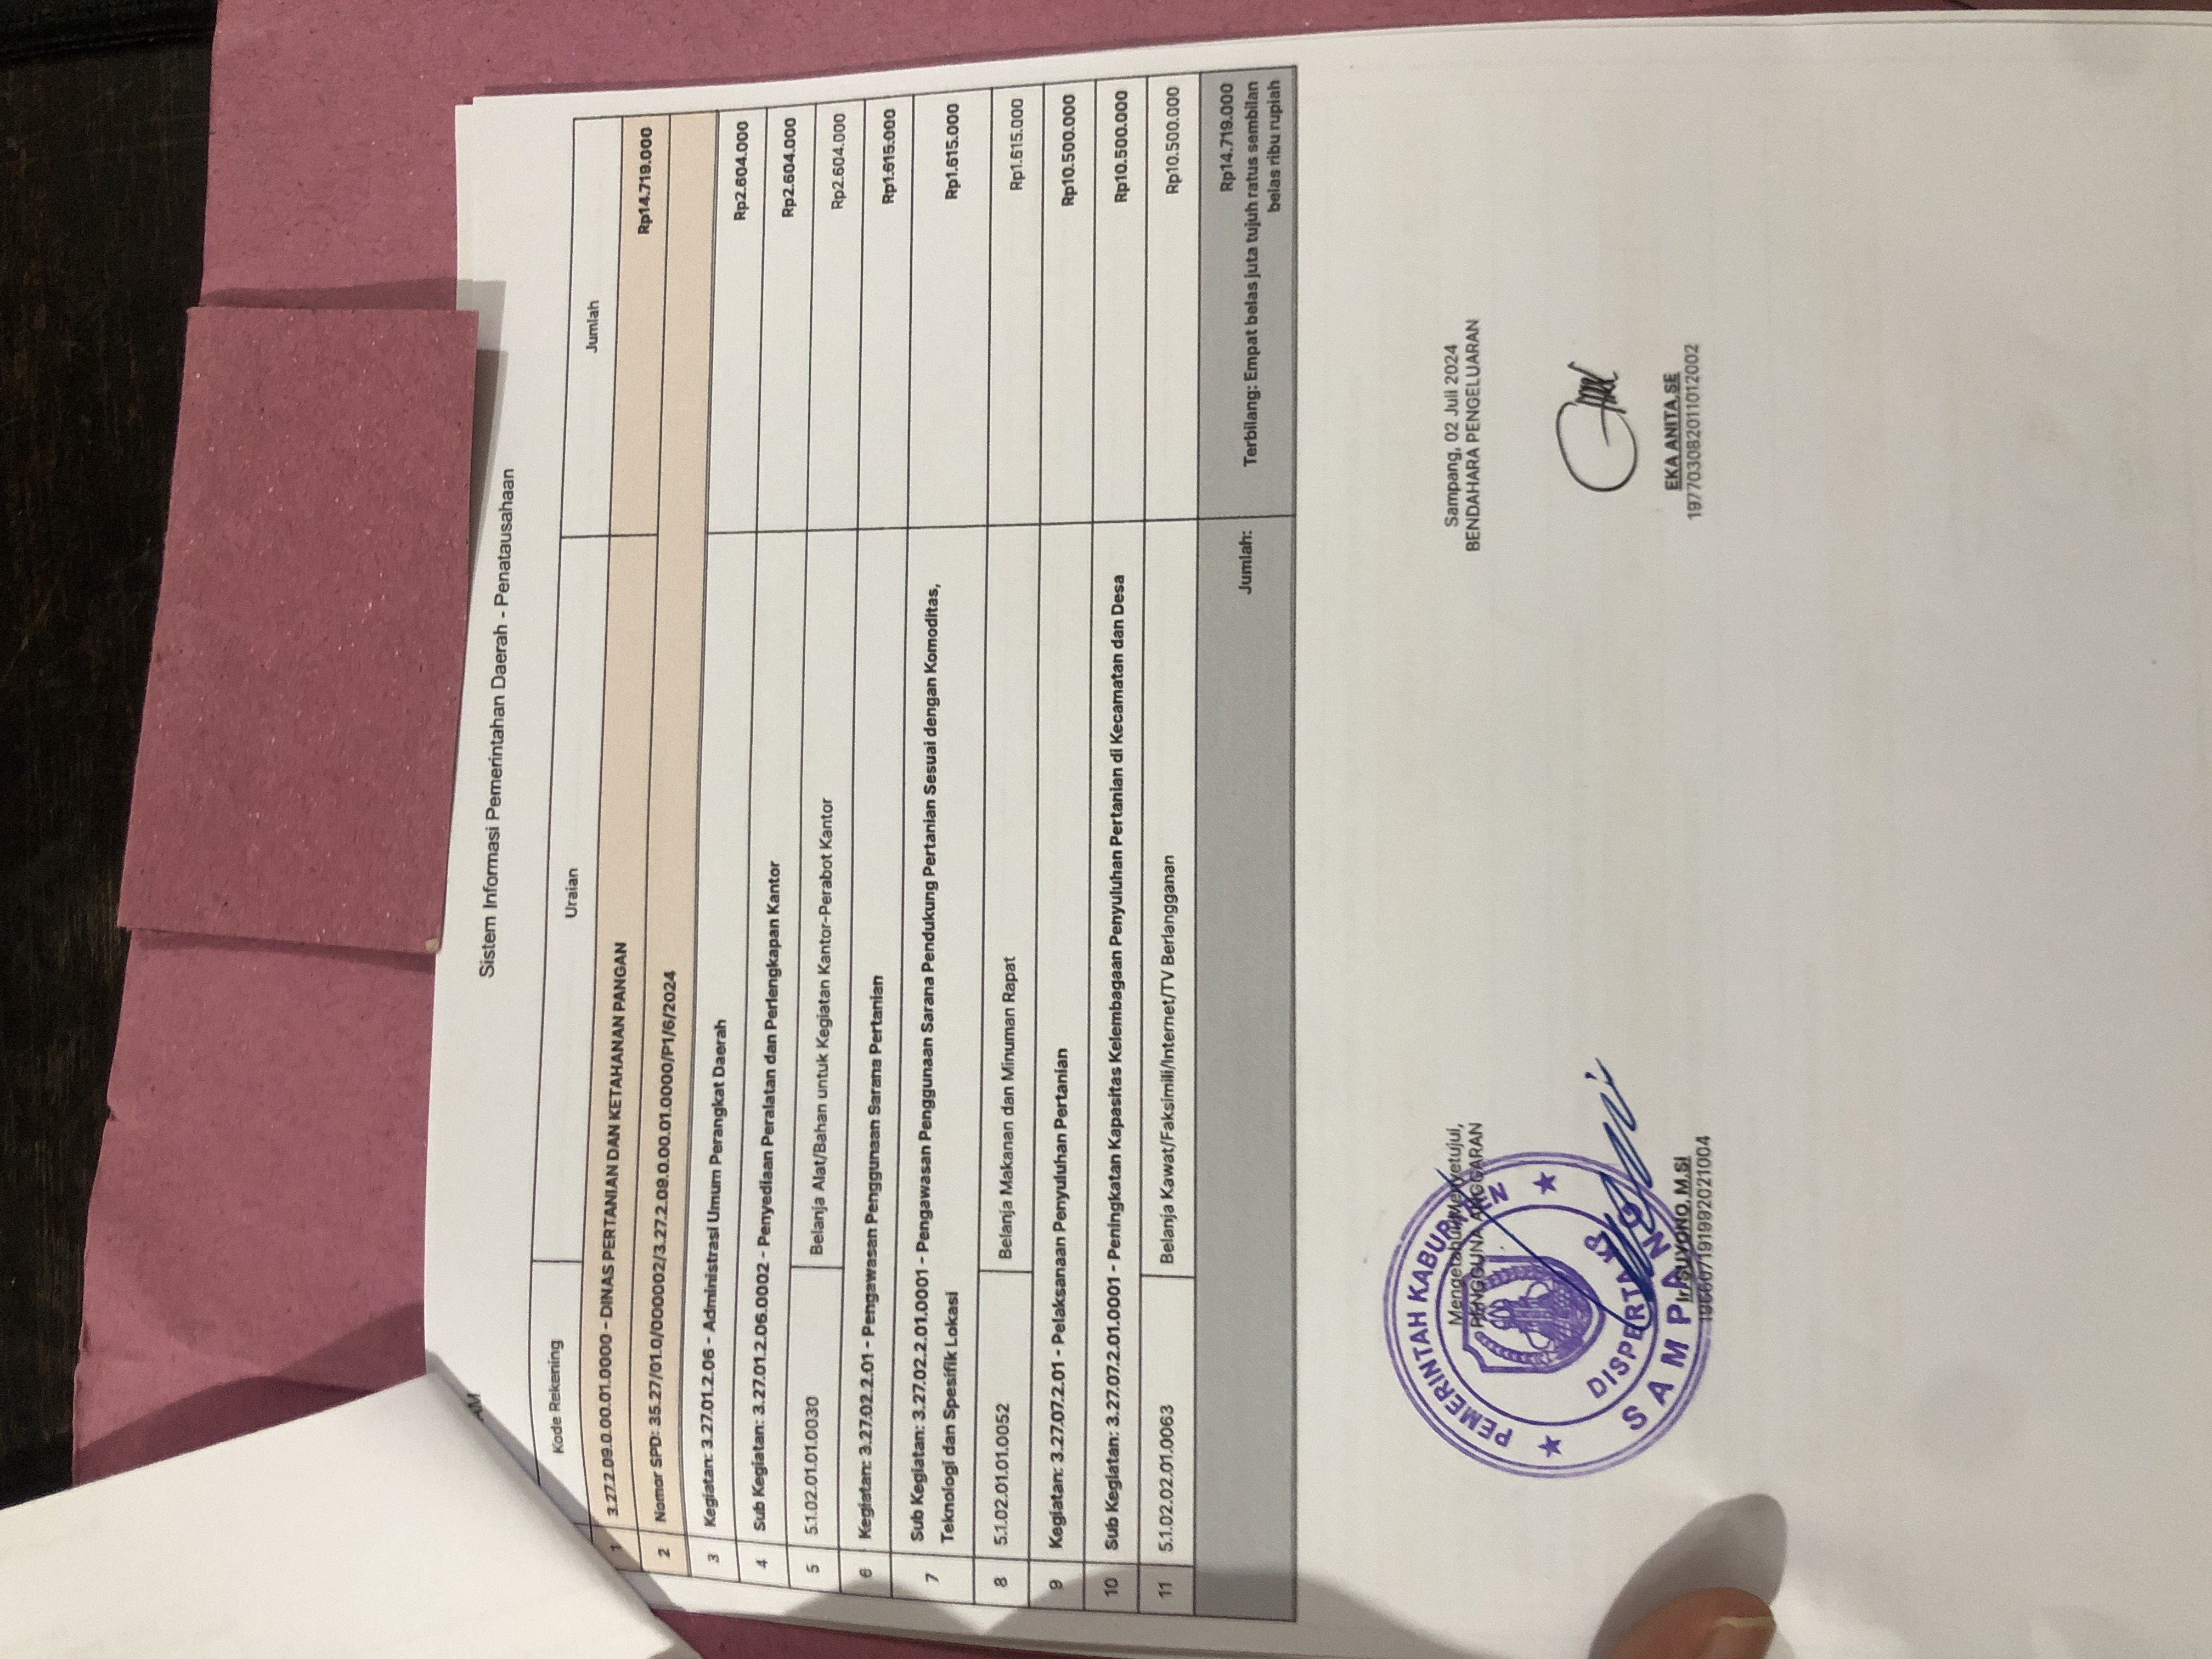 AM
Sistem Informasi Pemerintahan Daerah - Penatausahaan
Kode Rekening Uraian Jumlah
1 3.27.2.09.0.00.01.0000 - DINAS PERTANIAN DAN KETAHANAN PANGAN Rp14.719.000
2 Nomor SPD: 35.27/01.0/000002/3.27.2.09.0.00.01.0000/P1/6/2024
3 Kegiatan: 3.27.01.2.06 - Administrasi Umum Perangkat Daerah Rp2.604.000
4 Sub Kegiatan: 3.27.01.2.06.0002 - Penyediaan Peralatan dan Perlengkapan Kantor Rp2.604.000
5 5.1.02.01.01.0030 Belanja Alat/Bahan untuk Kegiatan Kantor-Perabot Kantor Rp2.604.000
6 Kegiatan: 3.27.02.2.01 - Pengawasan Penggunaan Sarana Pertanian Rp1.615.000
7 Sub Kegiatan: 3.27.02.2.01.0001 - Pengawasan Penggunaan Sarana Pendukung Pertanian Sesuai dengan Komoditas,
Teknologi dan Spesifik Lokasi Rp1.615.000
8 5.1.02.01.01.0052 Belanja Makanan dan Minuman Rapat Rp1.615.000
9 Kegiatan: 3.27.07.2.01 - Pelaksanaan Penyuluhan Pertanian Rp10.500.000
10 Sub Kegiatan: 3.27.07.2.01.0001 - Peningkatan Kapasitas Kelembagaan Penyuluhan Pertanian di Kecamatan dan Desa Rp10.500.000
11 5.1.02.02.01.0063 Belanja Kawat/Faksimili/Internet/TV Berlangganan Rp10.500.000
Jumlah: Rp14.719.000
Terbilang: Empat belas juta tujuh ratus sembilan
belas ribu rupiah
Mengetahui/Menyetujui,
PENGGUNA ANGGARAN
PEMERINTAH KABUPATEN
DISPERTA KP
SAMPANG
Ir. SUYONO, M.Si
196607191992021004
Sampang, 02 Juli 2024
BENDAHARA PENGELUARAN
EKA ANITA,SE
197703082011012002